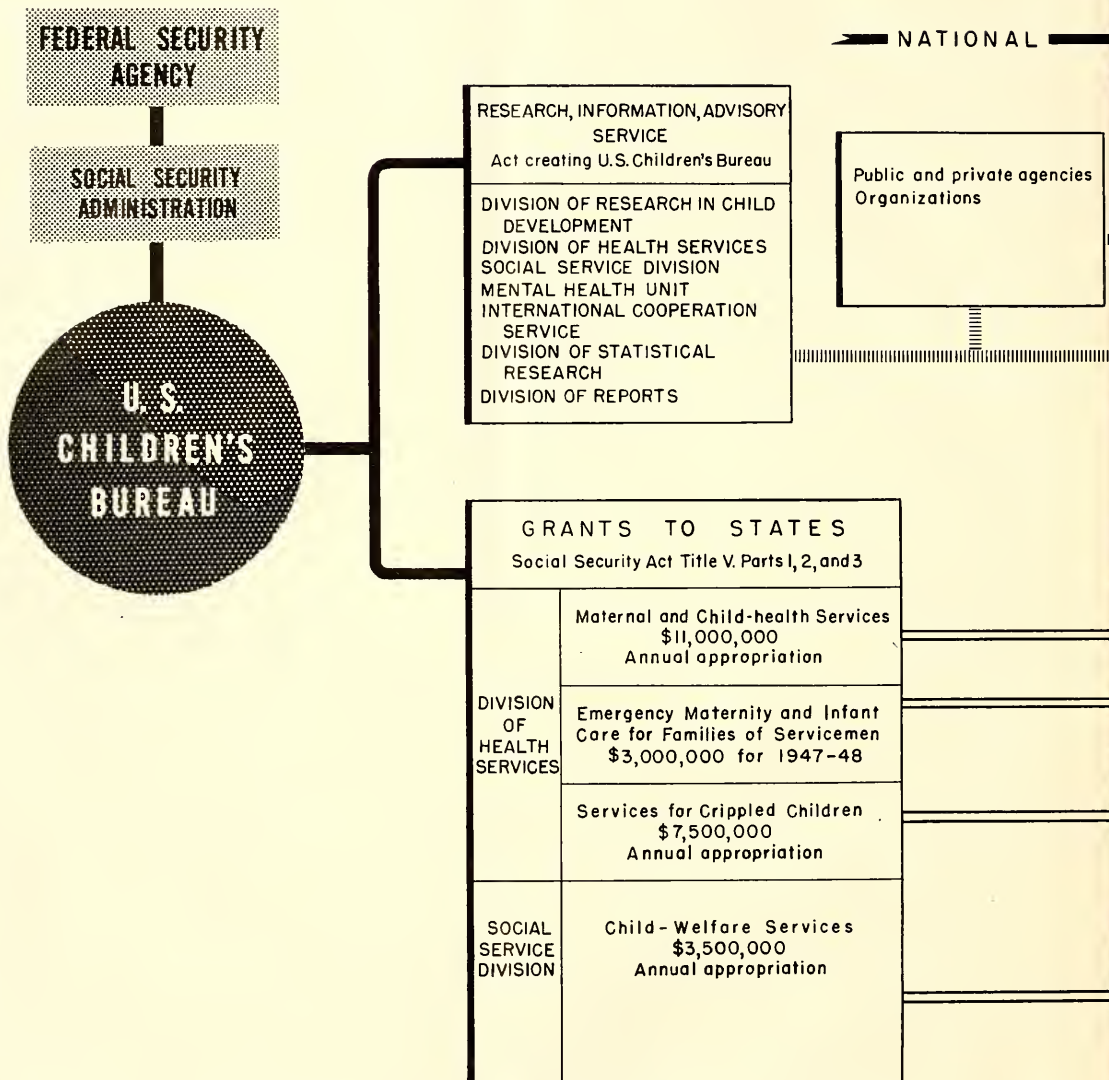 FEDERAL SECURITY
AGENCY
SOCIAL SECURITY
ADMINISTRATION
U. S.
CHILDREN'S
BUREAU
NATIONAL
RESEARCH, INFORMATION, ADVISORY
SERVICE
Act creating U.S. Children's Bureau
DIVISION OF RESEARCH IN CHILD
DEVELOPMENT
DIVISION OF HEALTH SERVICES
SOCIAL SERVICE DIVISION
MENTAL HEALTH UNIT
INTERNATIONAL COOPERATION
SERVICE
DIVISION OF STATISTICAL
RESEARCH
DIVISION OF REPORTS
Public and private agencies
Organizations
GRANTS TO STATES
Social Security Act Title V. Parts 1, 2, and 3
DIVISION
OF
HEALTH
SERVICES
Maternal and Child-health Services
$11,000,000
Annual appropriation
Emergency Maternity and Infant
Care for Families of Servicemen
$3,000,000 for 1947-48
Services for Crippled Children
$7,500,000
Annual appropriation
SOCIAL
SERVICE
DIVISION
Child-Welfare Services
$3,500,000
Annual appropriation